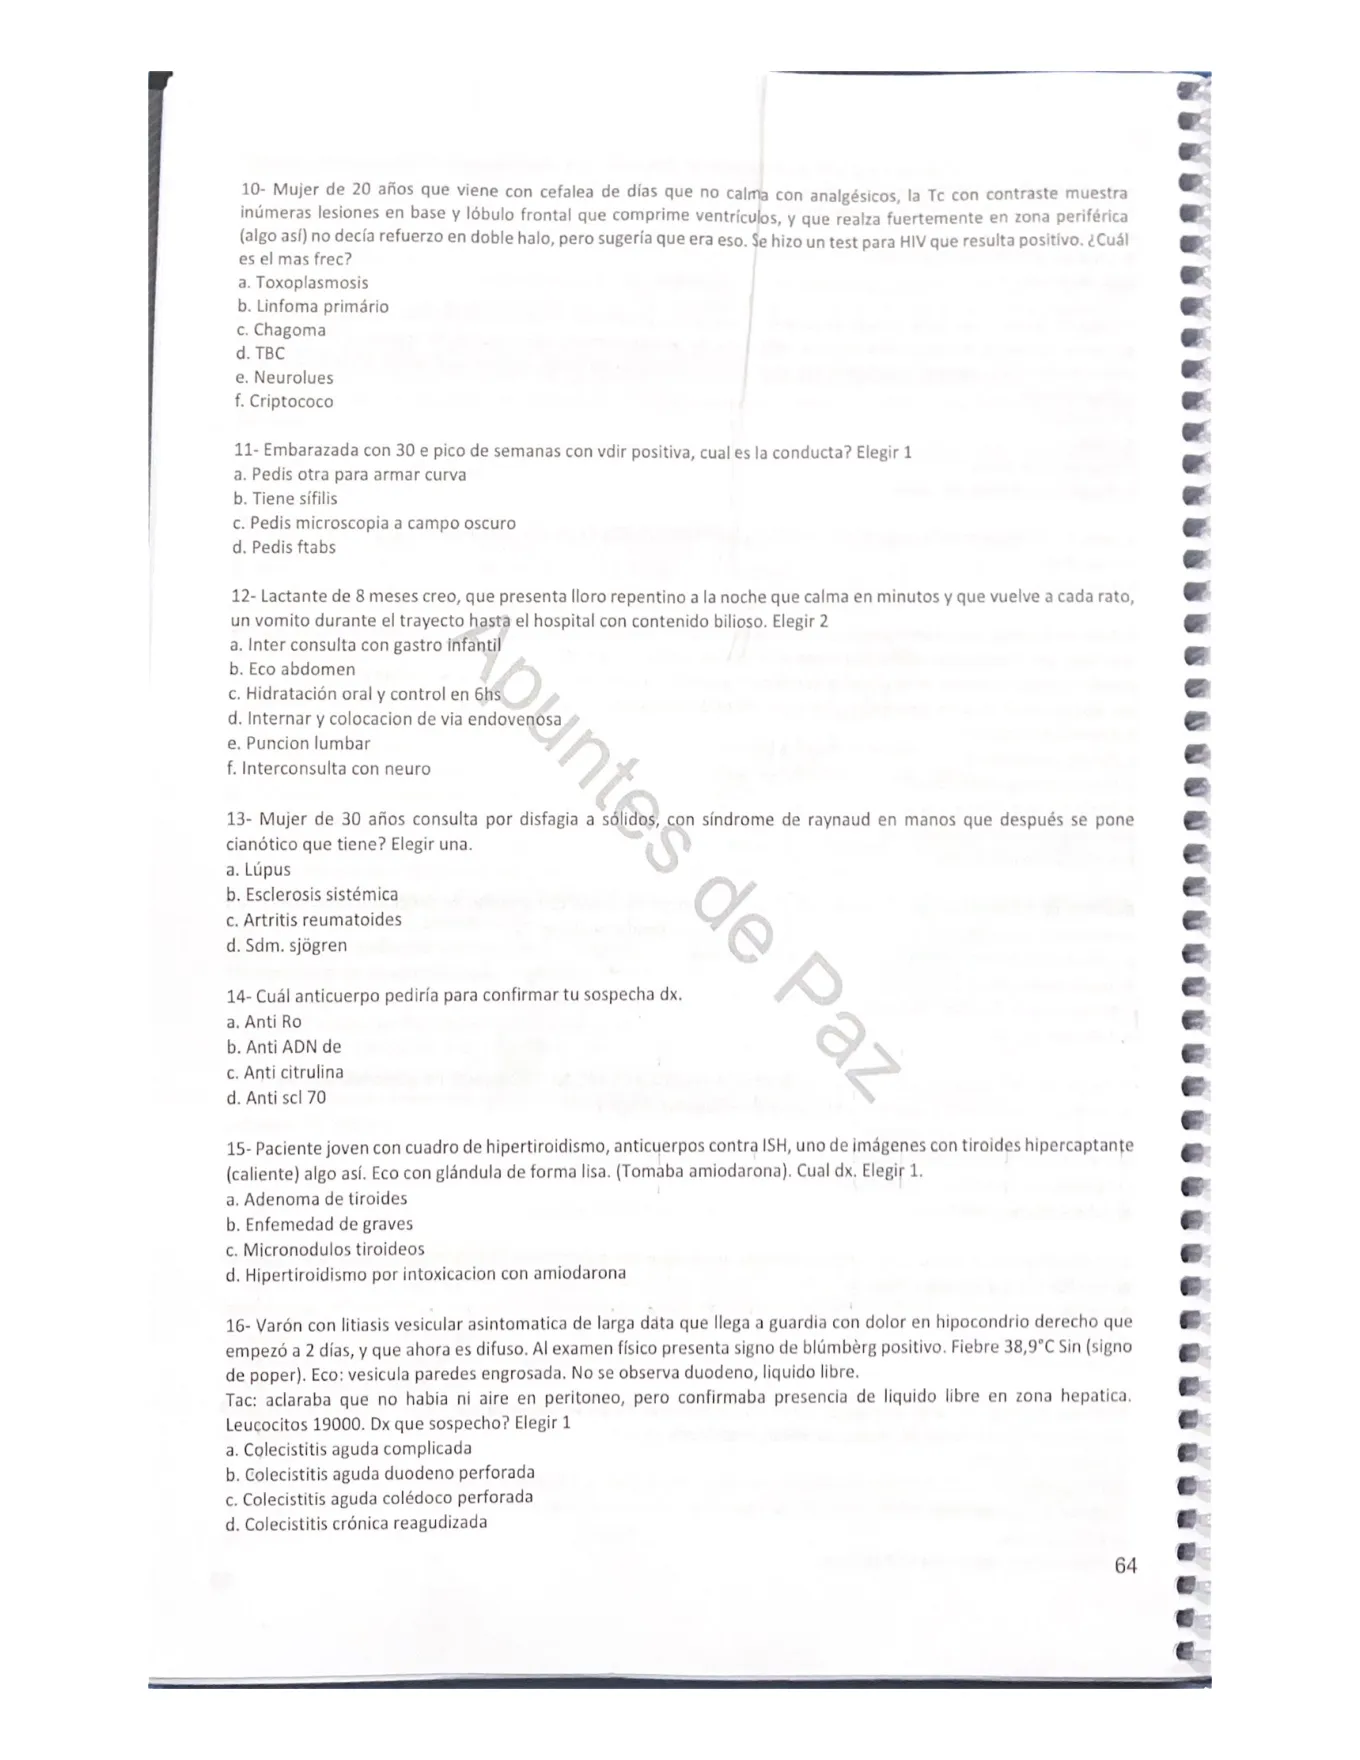 10- Mujer de 20 años que viene con cefalea de días que no calma con analgésicos, la Tc con contraste muestra
inúmeras lesiones en base y lóbulo frontal que comprime ventrículos, y que realza fuertemente en zona periférica
(algo así) no decía refuerzo en doble halo, pero sugería que era eso. Se hizo un test para HIV que resulta positivo. ¿Cuál
es el mas frec?
a. Toxoplasmosis
b. Linfoma primário
c. Chagoma
d. TBC
e. Neurolues
f. Criptococo
11- Embarazada con 30 e pico de semanas con vdir positiva, cual es la conducta? Elegir 1
a. Pedis otra para armar curva
b. Tiene sífilis
c. Pedis microscopia a campo oscuro
d. Pedis ftabs
12- Lactante de 8 meses creo, que presenta lloro repentino a la noche que calma en minutos y que vuelve a cada rato,
un vomito durante el trayecto hasta el hospital con contenido bilioso. Elegir 2
a. Inter consulta con gastro infantil
b. Eco abdomen
c. Hidratación oral y control en 6hs
d. Internar y colocacion de via endovenosa
e. Puncion lumbar
f. Interconsulta con neuro
13- Mujer de 30 años consulta por disfagia a sólidos, con síndrome de raynaud en manos que después se pone
cianótico que tiene? Elegir una.
a. Lúpus
b. Esclerosis sistémica
c. Artritis reumatoides
d. Sdm. sjögren
14- Cuál anticuerpo pediría para confirmar tu sospecha dx.
a. Anti Ro
b. Anti ADN de
c. Anti citrulina
d. Anti scl 70
15- Paciente joven con cuadro de hipertiroidismo, anticuerpos contra ISH, uno de imágenes con tiroides hipercaptante
(caliente) algo así. Eco con glándula de forma lisa. (Tomaba amiodarona). Cual dx. Elegir 1.
a. Adenoma de tiroides
b. Enfemedad de graves
c. Micronodulos tiroideos
d. Hipertiroidismo por intoxicacion con amiodarona
16- Varón con litiasis vesicular asintomatica de larga data que llega a guardia con dolor en hipocondrio derecho que
empezó a 2 días, y que ahora es difuso. Al examen físico presenta signo de blúmbèrg positivo. Fiebre 38,9°C Sin (signo
de poper). Eco: vesicula paredes engrosada. No se observa duodeno, liquido libre.
Tac: aclaraba que no habia ni aire en peritoneo, pero confirmaba presencia de liquido libre en zona hepatica.
Leucocitos 19000. Dx que sospecho? Elegir 1
a. Colecistitis aguda complicada
b. Colecistitis aguda duodeno perforada
c. Colecistitis aguda colédoco perforada
d. Colecistitis crónica reagudizada
64
Apuntes de Paz